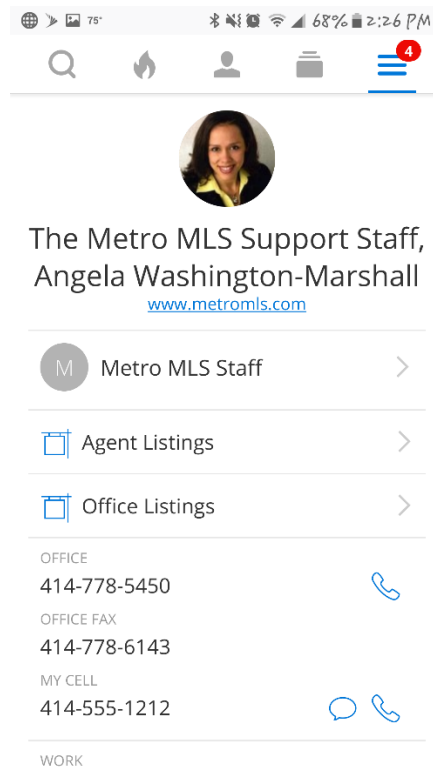 75° 68% 2:26 PM
4
The Metro MLS Support Staff,
Angela Washington-Marshall
www.metromls.com
M Metro MLS Staff
Agent Listings
Office Listings
OFFICE
414-778-5450
OFFICE FAX
414-778-6143
MY CELL
414-555-1212
WORK